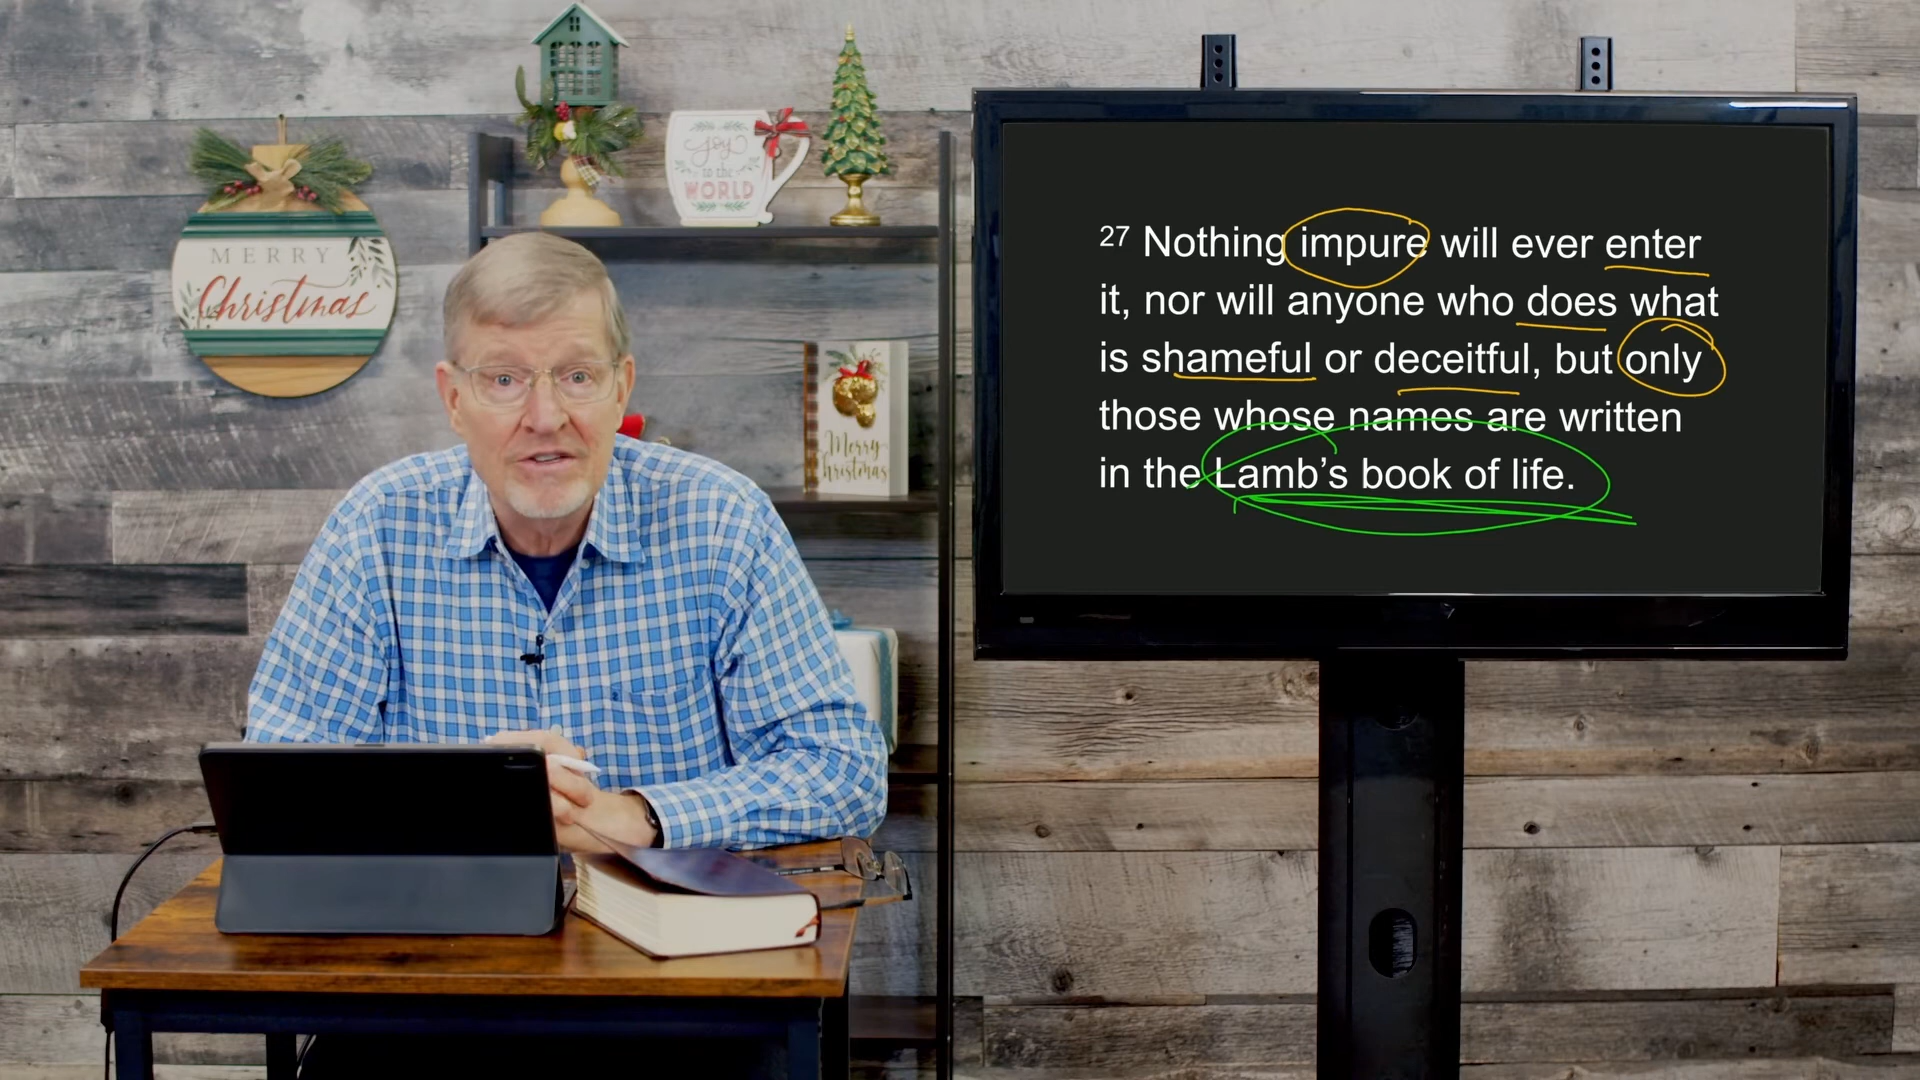 MERRY
Christmas
Joy
to the
WORLD
Merry
Christmas
27 Nothing impure will ever enter
it, nor will anyone who does what
is shameful or deceitful, but only
those whose names are written
in the Lamb’s book of life.